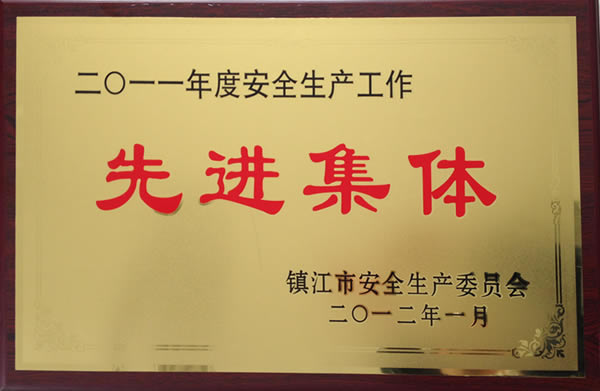 二〇一一年度安全生产工作
先进集体
镇江市安全生产委员会
二〇一二年一月